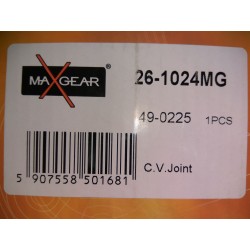 MAXGEAR ®
26-1024MG
49-0225 1PCS
C.V.Joint
5 907558 501681